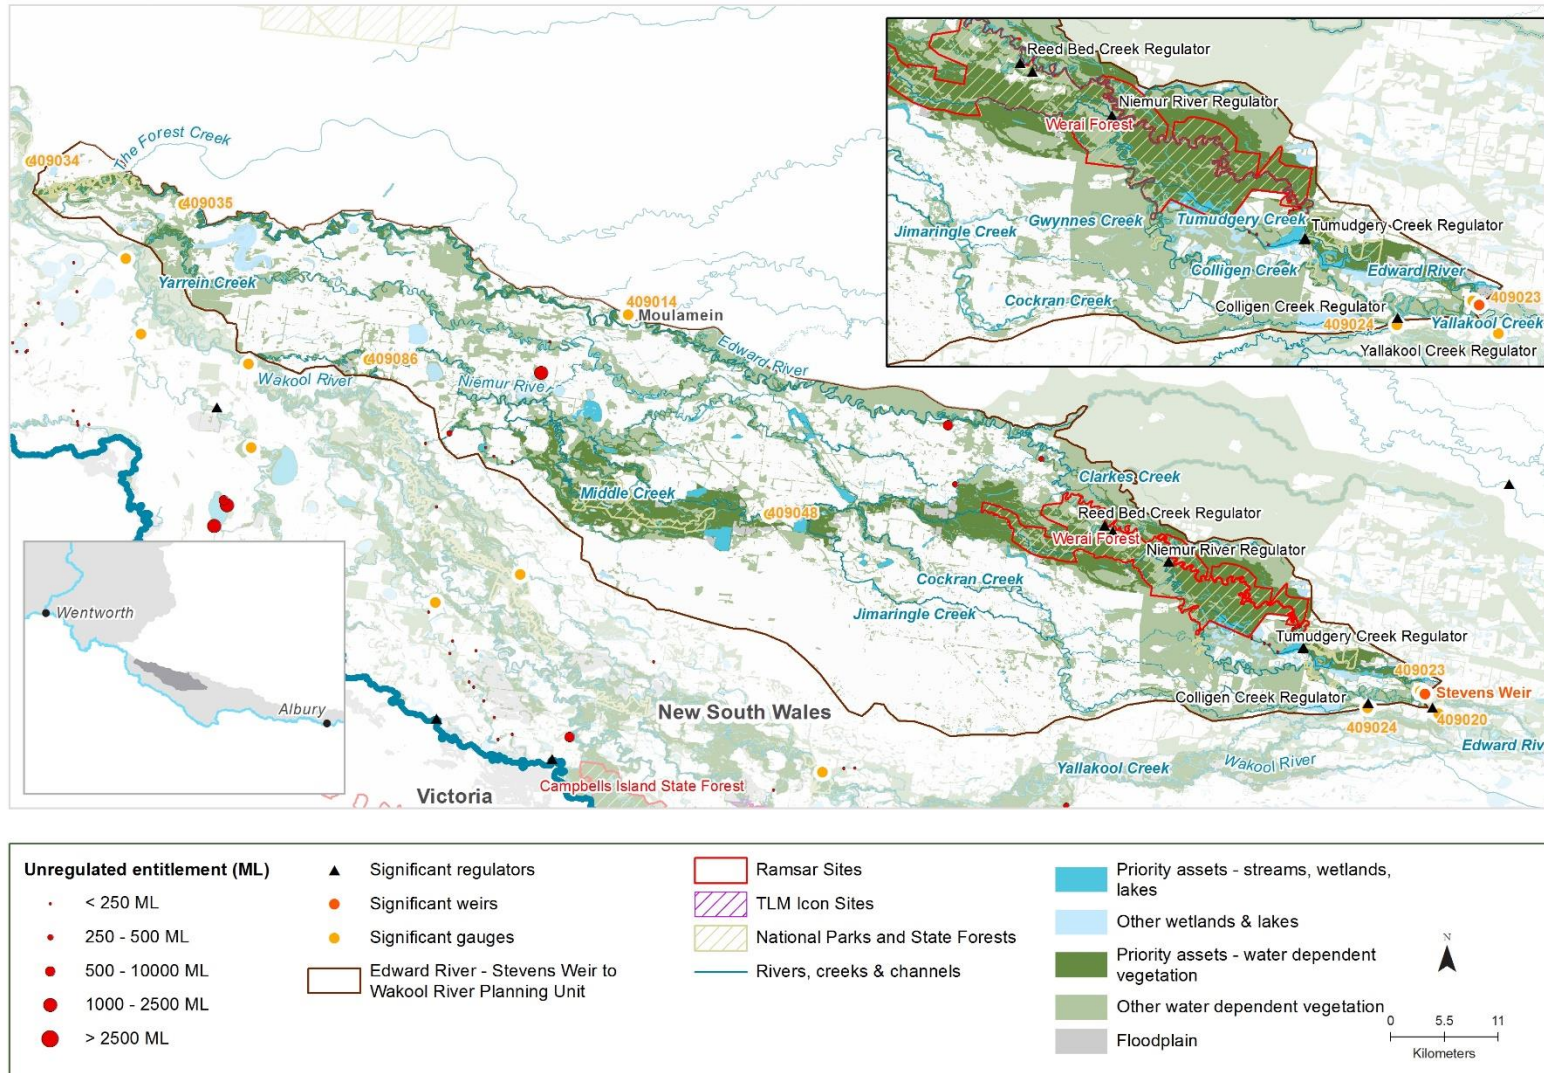 Reed Bed Creek Regulator
Niemur River Regulator
Werai Forest
Gwynnes Creek
Tumudgery Creek
Jimaringle Creek
Tumudgery Creek Regulator
Colligen Creek
Edward River
Cockran Creek
Colligen Creek Regulator
409023
409024
Yallakool Creek
Yallakool Creek Regulator
The Forest Creek
409034
409035
Yarrein Creek
409014
Moulamein
Edward River
409086
Wakool River
Niemur Rive
Clarkes Creek
Middle Creek
409048
Reed Bed Creek Regulator
Werai Forest
Niemur River Regulator
Cockran Creek
Jimaringle Creek
Tumudgery Creek Regulator
409023
Stevens Weir
Colligen Creek Regulator
409020
409024
Edward Riv
Wakool River
Yallakool Creek
New South Wales
Campbells Island State Forest
Victoria
Wentworth
Albury
Unregulated entitlement (ML)
< 250 ML
250 - 500 ML
500 - 10000 ML
1000 - 2500 ML
> 2500 ML
Significant regulators
Significant weirs
Significant gauges
Edward River - Stevens Weir to
Wakool River Planning Unit
Ramsar Sites
TLM Icon Sites
National Parks and State Forests
Rivers, creeks & channels
Priority assets - streams, wetlands,
lakes
Other wetlands & lakes
Priority assets - water dependent
vegetation
Other water dependent vegetation
Floodplain
N
0 5.5 11
Kilometers